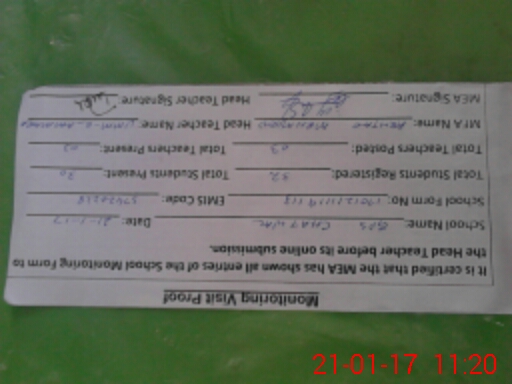 Monitoring Visit Proof
It is certified that the MEA has shown all entries of the School Monitoring Form to
the Head Teacher before its online submission.
School Name: GPS Date: 21-1-17
School Form No: EMIS Code:
Total Students Registered: 32 Total Students Present: 30
Total Teachers Posted: 03 Total Teachers Present: 03
MEA Name: Head Teacher Name:
MEA Signature: Head Teacher Signature:
21-01-17 11:20